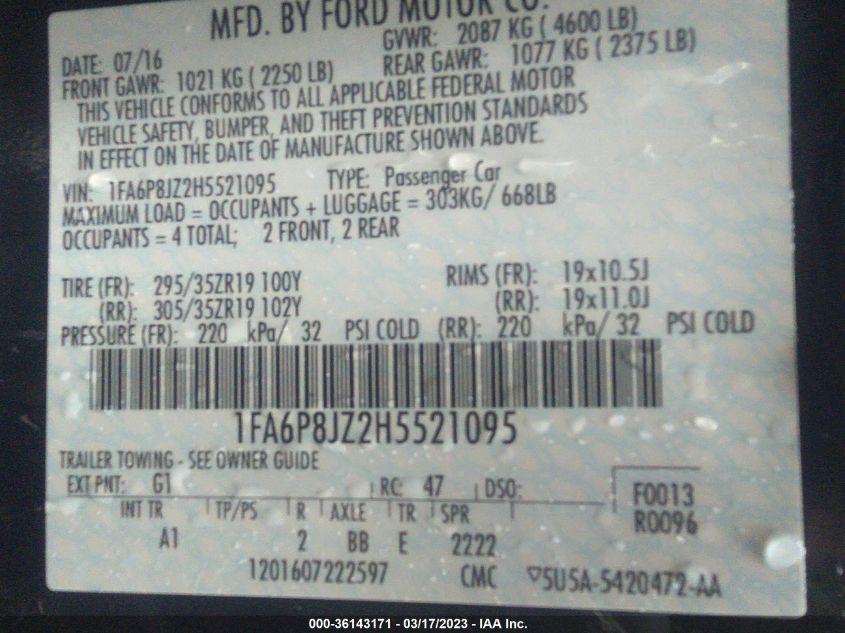 MFD. BY FORD MOTOR CO.
DATE: 07/16 GVWR: 2087 KG ( 4600 LB)
FRONT GAWR: 1021 KG ( 2250 LB) REAR GAWR: 1077 KG ( 2375 LB)
THIS VEHICLE CONFORMS TO ALL APPLICABLE FEDERAL MOTOR
VEHICLE SAFETY, BUMPER, AND THEFT PREVENTION STANDARDS
IN EFFECT ON THE DATE OF MANUFACTURE SHOWN ABOVE.
VIN: 1FA6P8JZ2H5521095 TYPE: Passenger Car
MAXIMUM LOAD = OCCUPANTS + LUGGAGE = 303KG/ 668LB
OCCUPANTS = 4 TOTAL; 2 FRONT, 2 REAR
TIRE (FR): 295/35ZR19 100Y RIMS (FR): 19x10.5J
(RR): 305/35ZR19 102Y (RR): 19x11.0J
PRESSURE (FR): 220 kPa/ 32 PSI COLD (RR): 220 kPa/ 32 PSI COLD
1FA6P8JZ2H5521095
TRAILER TOWING - SEE OWNER GUIDE
EXT PNT: G1 RC: 47 DSO: F0013
INT TR TP/PS R AXLE TR SPR R0096
A1 2 BB E 2222
1201607222597 CMC ▽5U5A-5420472-AA
000-36143171 - 03/17/2023 - IAA Inc.